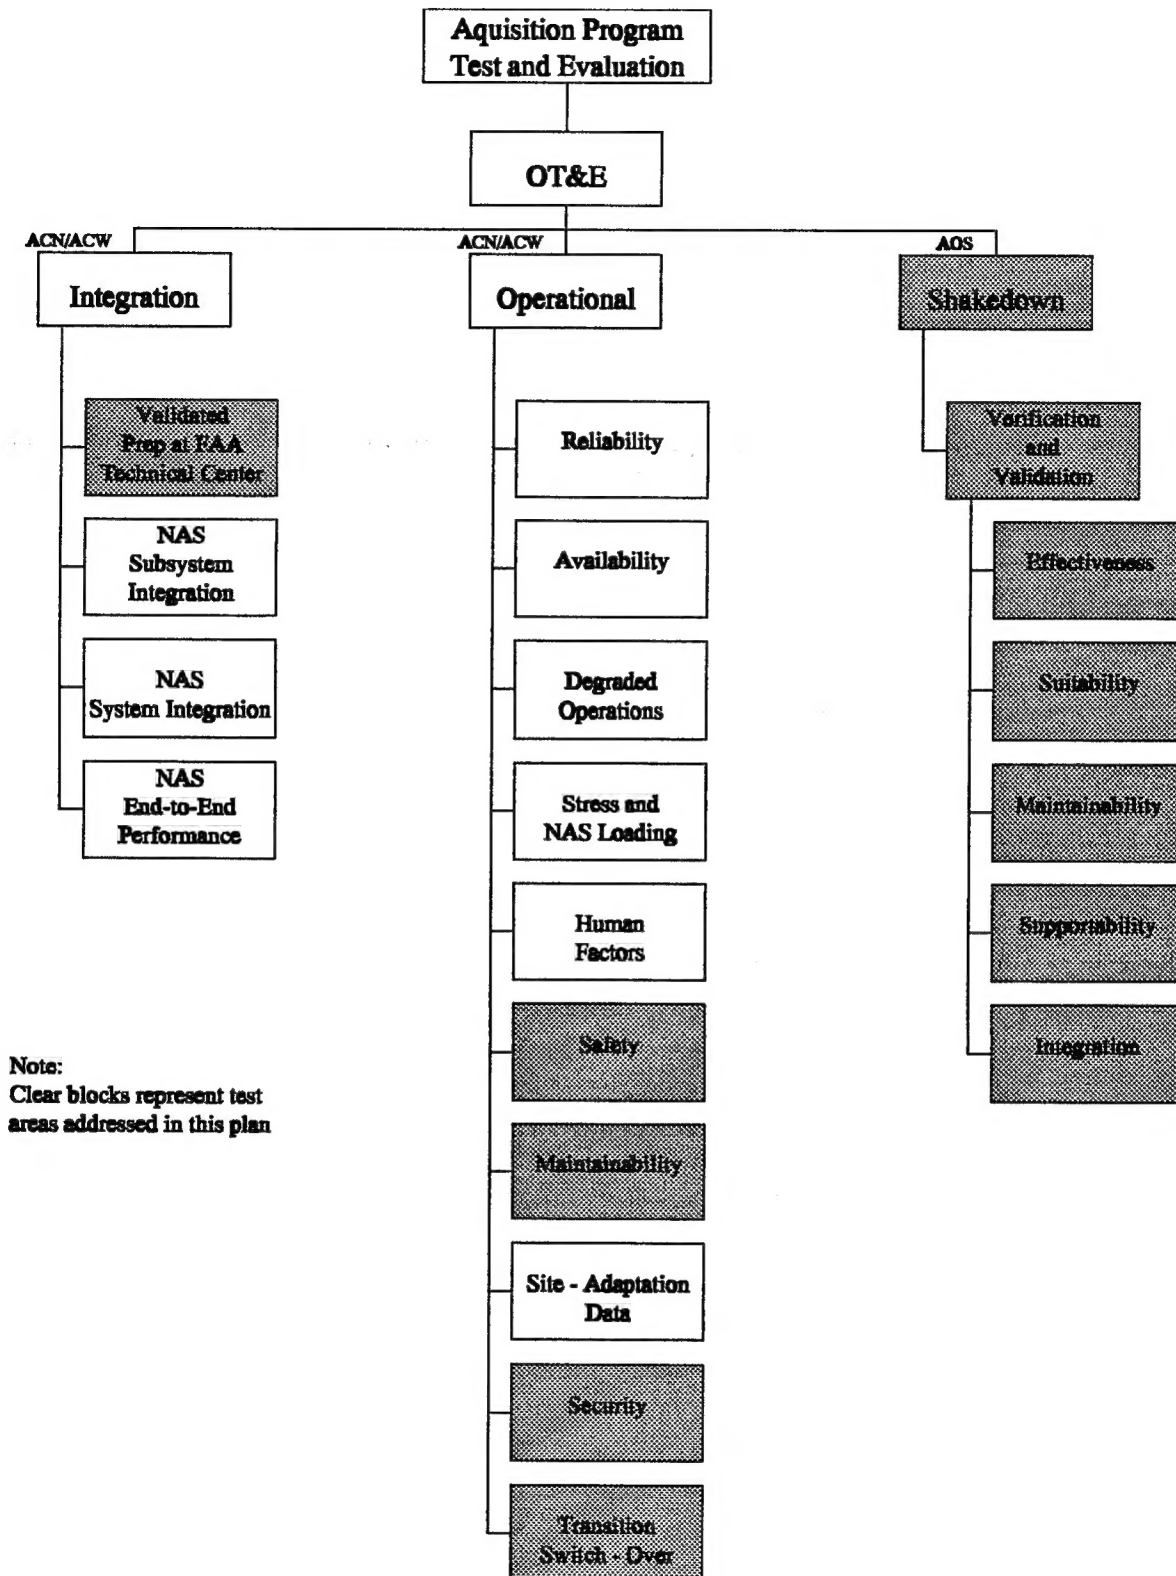 Aquisition Program
Test and Evaluation
OT&E
ACN/ACW
ACN/ACW
AOS
Integration
Operational
Shakedown
Validated
Prep at FAA
Technical Center
NAS
Subsystem
Integration
NAS
System Integration
NAS
End-to-End
Performance
Reliability
Availability
Degraded
Operations
Stress and
NAS Loading
Human
Factors
Safety
Maintainability
Site - Adaptation
Data
Security
Transition
Switch - Over
Verification
and
Validation
Effectiveness
Suitability
Maintainability
Supportability
Integration
Note:
Clear blocks represent test
areas addressed in this plan